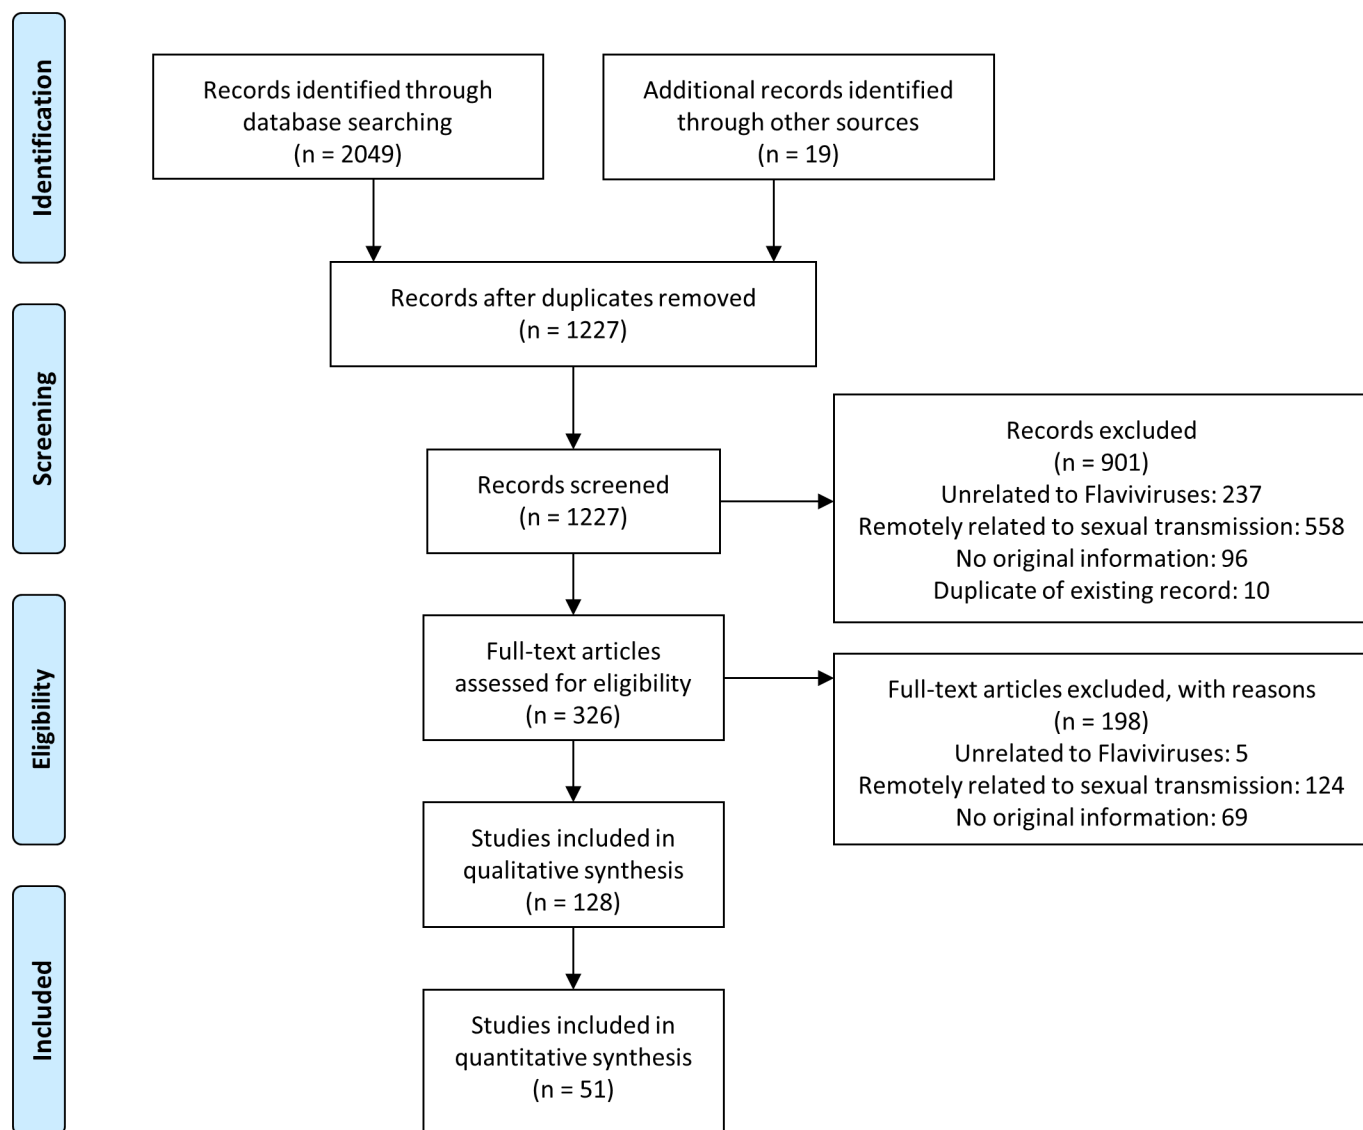 Identification
Records identified through
database searching
(n = 2049)
Additional records identified
through other sources
(n = 19)
Records after duplicates removed
(n = 1227)
Screening
Records screened
(n = 1227)
Records excluded
(n = 901)
Unrelated to Flaviviruses: 237
Remotely related to sexual transmission: 558
No original information: 96
Duplicate of existing record: 10
Eligibility
Full-text articles
assessed for eligibility
(n = 326)
Full-text articles excluded, with reasons
(n = 198)
Unrelated to Flaviviruses: 5
Remotely related to sexual transmission: 124
No original information: 69
Studies included in
qualitative synthesis
(n = 128)
Included
Studies included in
quantitative synthesis
(n = 51)